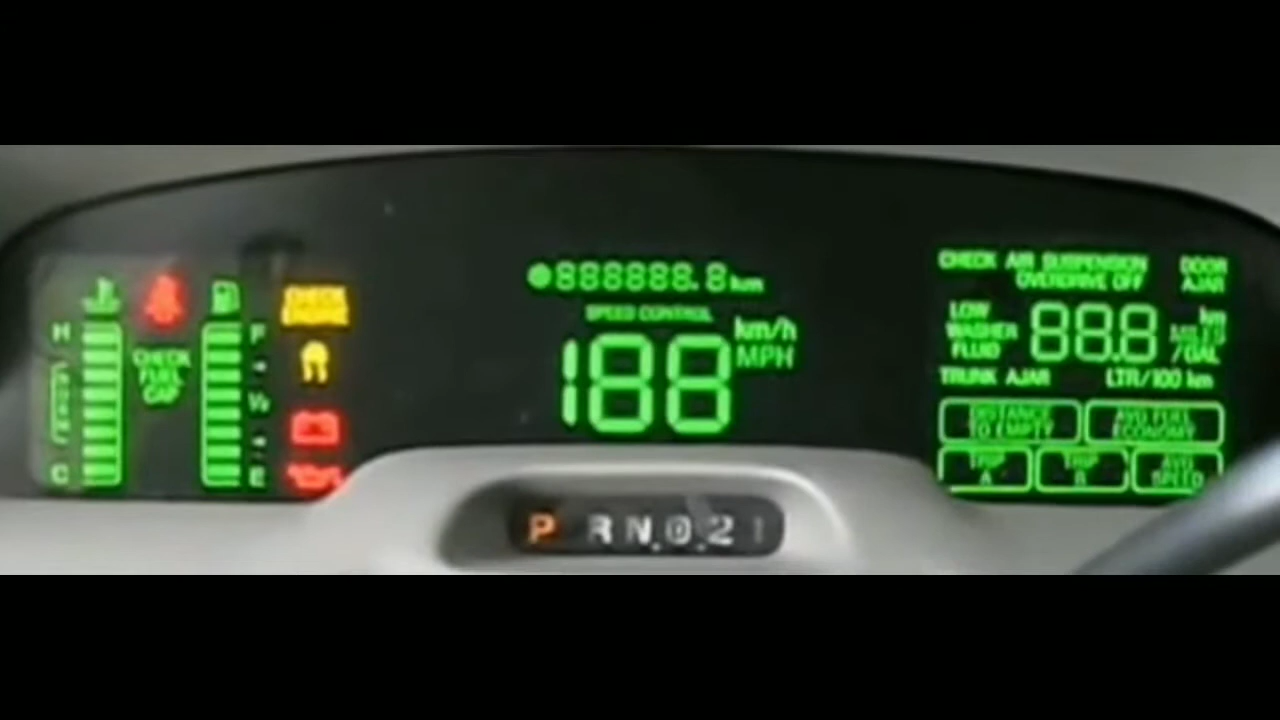 H
NORMAL
C
CHECK
FUEL
CAP
F
1/2
E
CHECK
ENGINE
888888.8 km
SPEED CONTROL
188
km/h
MPH
P R N D 2 1
CHECK AIR SUSPENSION
OVERDRIVE OFF
DOOR
AJAR
LOW
WASHER
FLUID
88.8
km
MILES
/GAL
TRUNK AJAR
LTR/100 km
DISTANCE
TO EMPTY
AVG FUEL
ECONOMY
TRIP
A
TRIP
B
AVG
SPEED